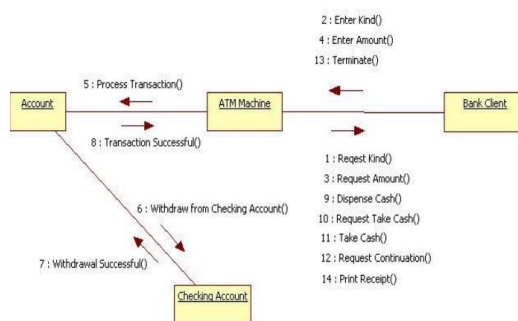 2 : Enter Kind()
4 : Enter Amount()
13 : Terminate()
5 : Process Transaction()
Account
ATM Machine
Bank Client
8 : Transaction Successful()
1 : Reqest Kind()
3 : Request Amount()
9 : Dispense Cash()
10 : Request Take Cash()
11 : Take Cash()
12 : Request Continuation()
14 : Print Receipt()
6 : Withdraw from Checking Account()
7 : Withdrawal Successful()
Checking Account